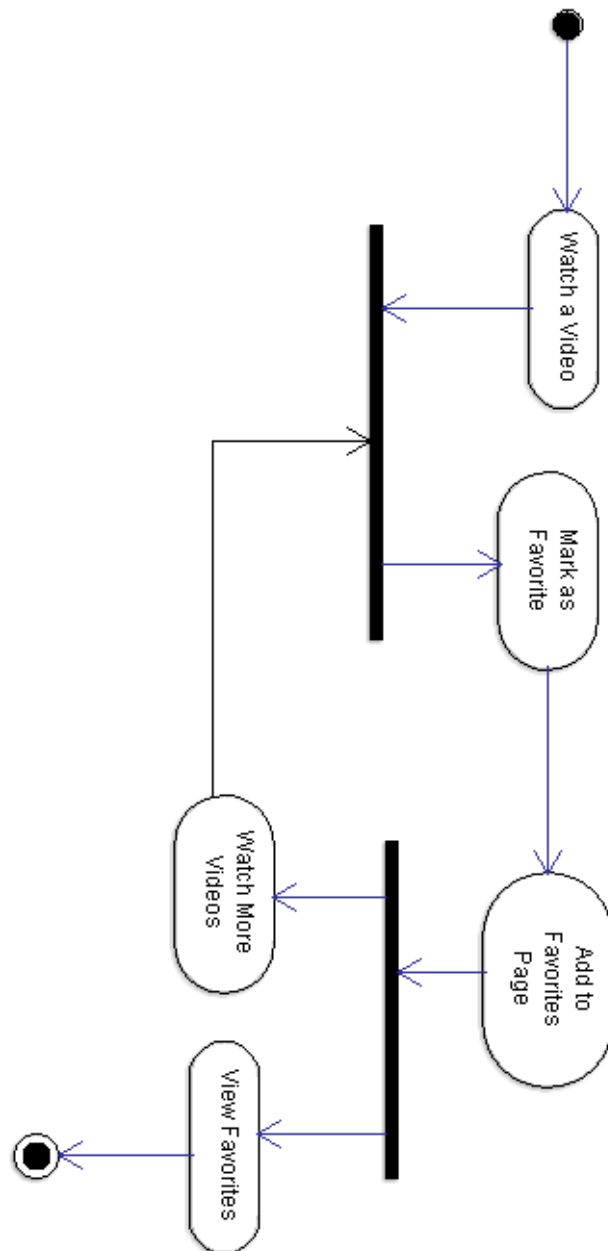 Watch a Video
Mark as
Favorite
Add to
Favorites
Page
Watch More
Videos
View Favorites